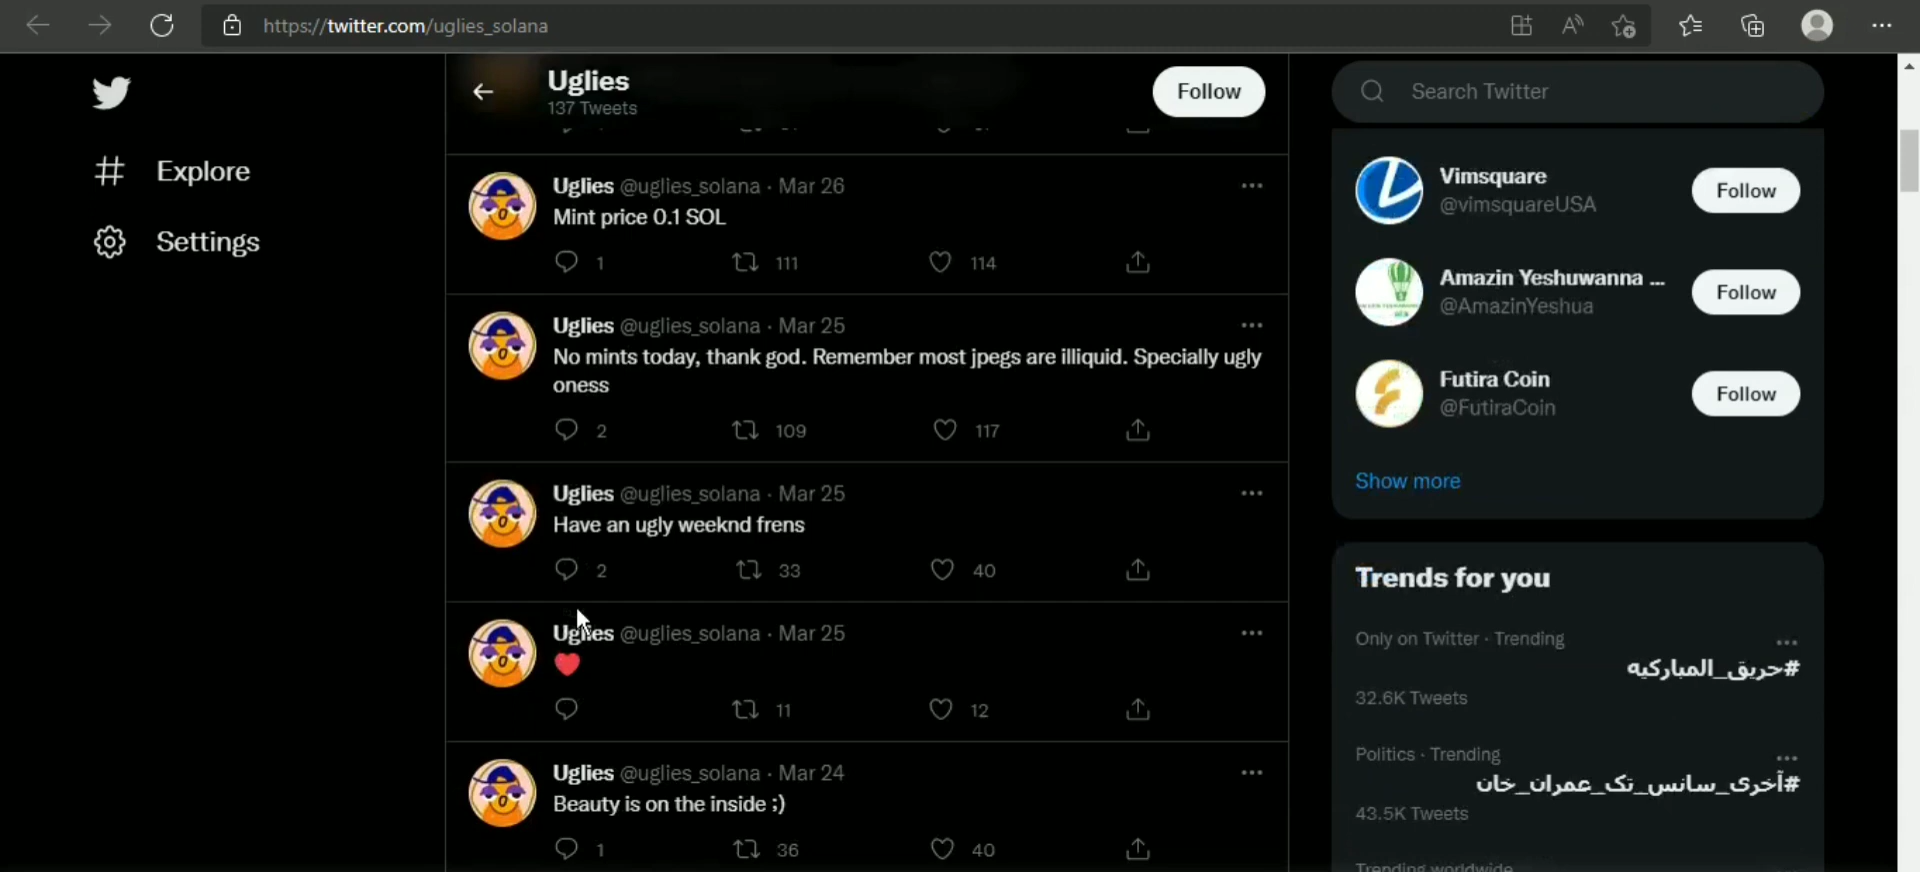 https://twitter.com/uglies_solana
Explore
Settings
Uglies
137 Tweets
Follow
Uglies @uglies_solana · Mar 26
Mint price 0.1 SOL
1 111 114
Uglies @uglies_solana · Mar 25
No mints today, thank god. Remember most jpegs are illiquid. Specially ugly
oness
2 109 117
Uglies @uglies_solana · Mar 25
Have an ugly weeknd frens
2 33 40
Uglies @uglies_solana · Mar 25
❤️
11 12
Uglies @uglies_solana · Mar 24
Beauty is on the inside ;)
1 36 40
Search Twitter
Vimsquare
@vimsquareUSA
Follow
Amazin Yeshuwanna ...
@AmazinYeshua
Follow
Futira Coin
@FutiraCoin
Follow
Show more
Trends for you
Only on Twitter · Trending
#حريق_المباركيه
32.6K Tweets
Politics · Trending
#آخری_سانس_تک_عمران_خان
43.5K Tweets
Trending worldwide